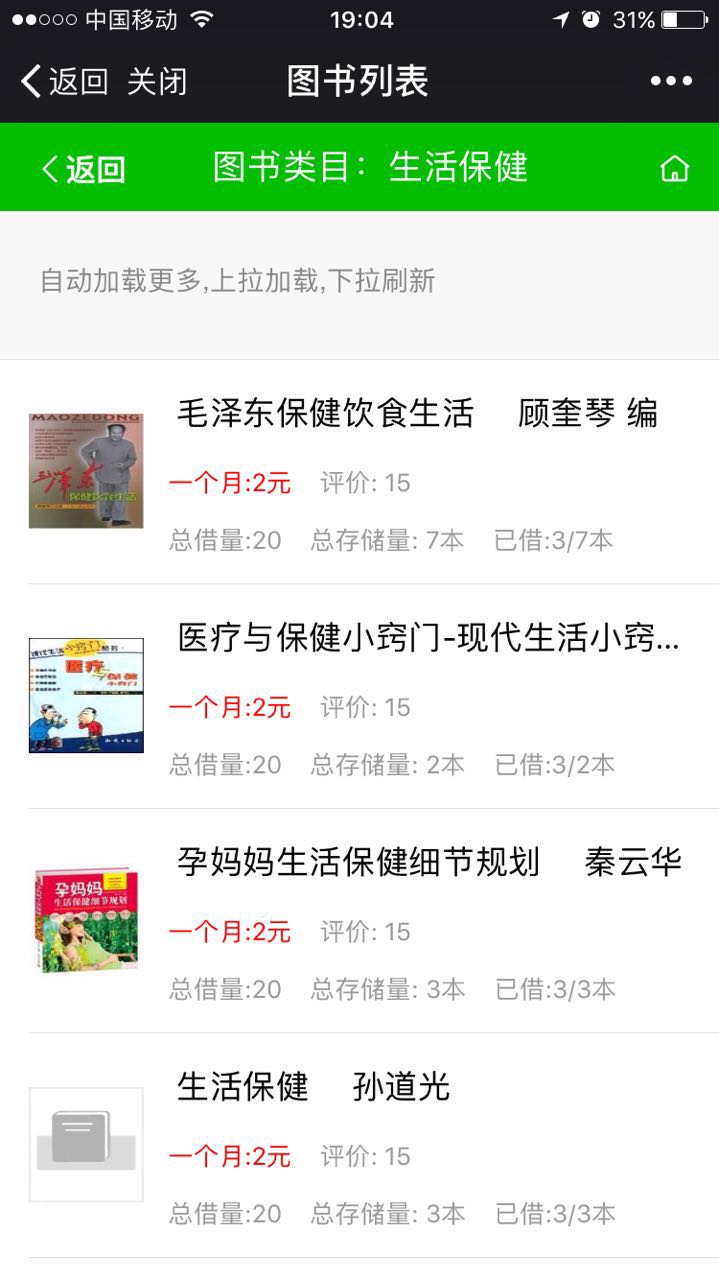 中国移动 19:04 31%
返回 关闭 图书列表
返回 图书类目：生活保健
自动加载更多,上拉加载,下拉刷新
毛泽东保健饮食生活 顾奎琴 编
MAOZEDONG
毛泽东
保健饮食生活
一个月:2元 评价: 15
总借量:20 总存储量: 7本 已借:3/7本
医疗与保健小窍门-现代生活小窍...
现代生活小窍门丛书
医疗
与保健
小窍门
一个月:2元 评价: 15
总借量:20 总存储量: 2本 已借:3/2本
孕妈妈生活保健细节规划 秦云华
孕妈妈
生活保健细节规划
一个月:2元 评价: 15
总借量:20 总存储量: 3本 已借:3/3本
生活保健 孙道光
一个月:2元 评价: 15
总借量:20 总存储量: 3本 已借:3/3本